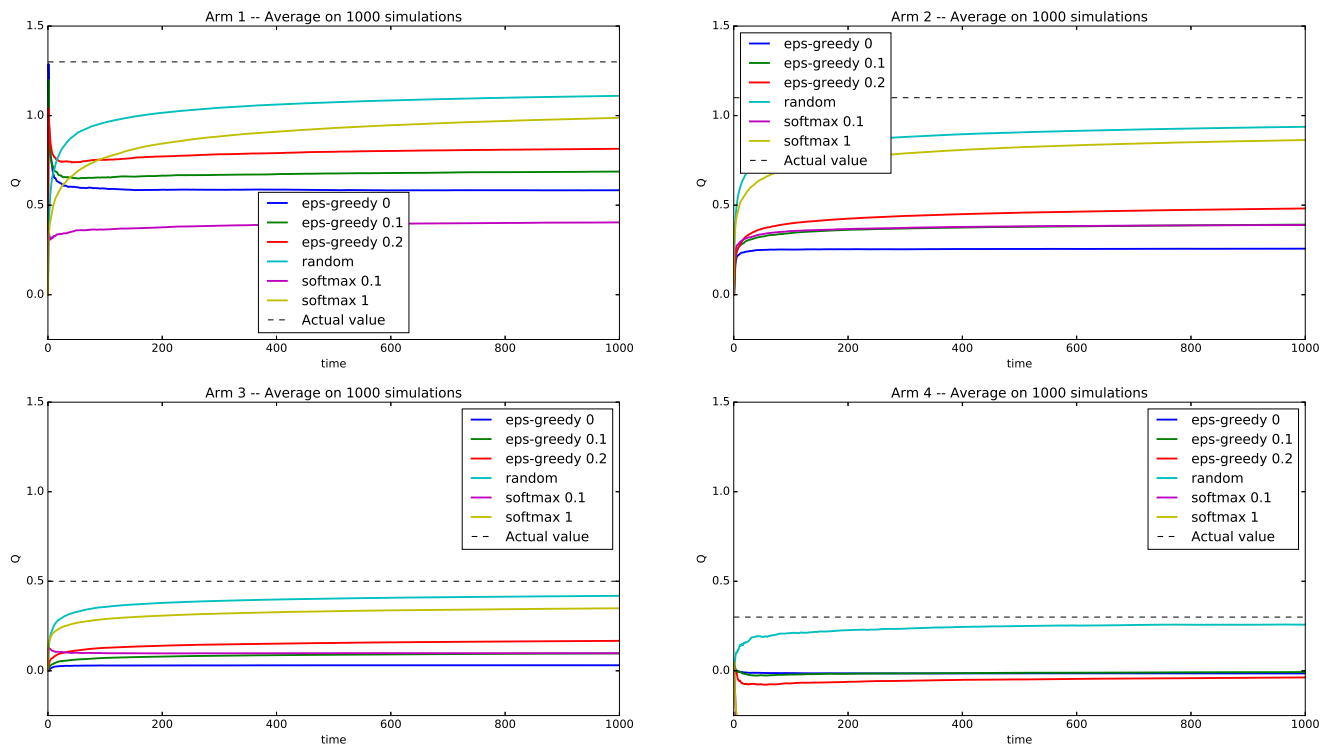 Arm 1 -- Average on 1000 simulations
1.5
1.0
0.5
0.0
Q
eps-greedy 0
eps-greedy 0.1
eps-greedy 0.2
random
softmax 0.1
softmax 1
Actual value
0 200 400 600 800 1000
time
Arm 2 -- Average on 1000 simulations
1.5
1.0
0.5
0.0
Q
eps-greedy 0
eps-greedy 0.1
eps-greedy 0.2
random
softmax 0.1
softmax 1
Actual value
0 200 400 600 800 1000
time
Arm 3 -- Average on 1000 simulations
1.5
1.0
0.5
0.0
Q
eps-greedy 0
eps-greedy 0.1
eps-greedy 0.2
random
softmax 0.1
softmax 1
Actual value
0 200 400 600 800 1000
time
Arm 4 -- Average on 1000 simulations
1.5
1.0
0.5
0.0
Q
eps-greedy 0
eps-greedy 0.1
eps-greedy 0.2
random
softmax 0.1
softmax 1
Actual value
0 200 400 600 800 1000
time